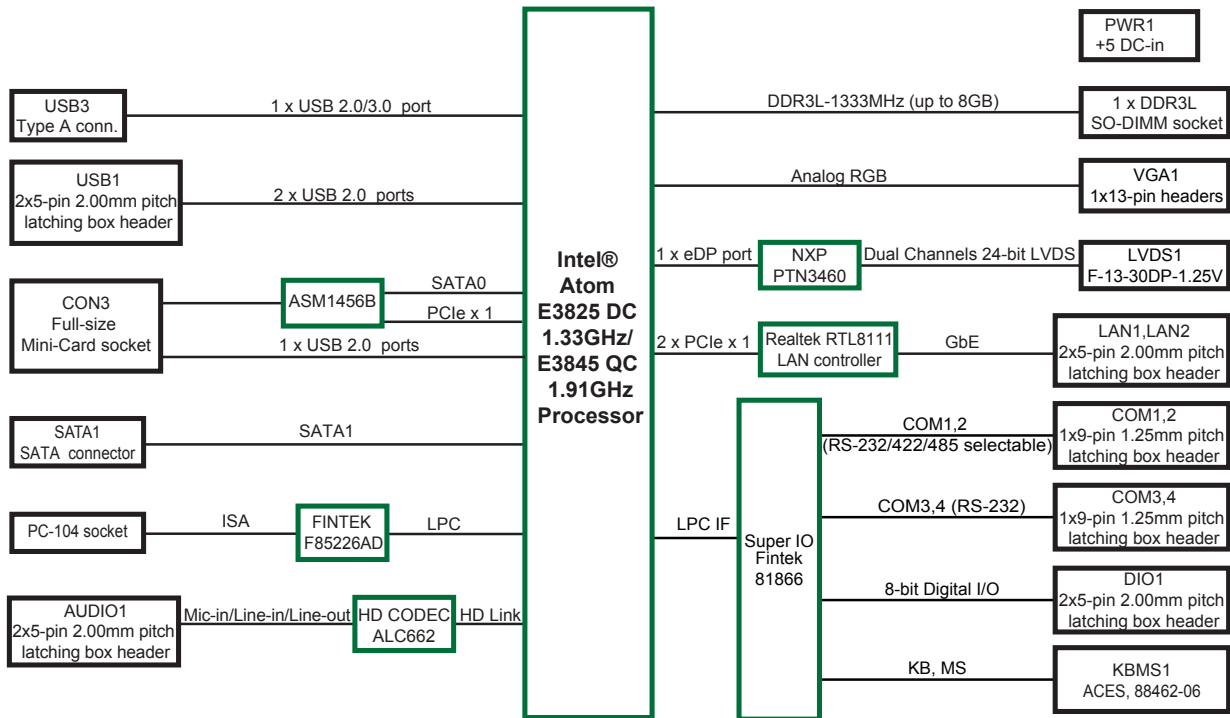 PWR1
+5 DC-in
USB3
Type A conn.
1 x USB 2.0/3.0 port
DDR3L-1333MHz (up to 8GB)
1 x DDR3L
SO-DIMM socket
USB1
2x5-pin 2.00mm pitch
latching box header
2 x USB 2.0 ports
Analog RGB
VGA1
1x13-pin headers
Intel®
Atom
E3825 DC
1.33GHz/
E3845 QC
1.91GHz
Processor
1 x eDP port
NXP
PTN3460
Dual Channels 24-bit LVDS
LVDS1
F-13-30DP-1.25V
CON3
Full-size
Mini-Card socket
ASM1456B
SATA0
PCIe x 1
1 x USB 2.0 ports
2 x PCIe x 1
Realtek RTL8111
LAN controller
GbE
LAN1,LAN2
2x5-pin 2.00mm pitch
latching box header
SATA1
SATA connector
SATA1
COM1,2
(RS-232/422/485 selectable)
COM1,2
1x9-pin 1.25mm pitch
latching box header
PC-104 socket
ISA
FINTEK
F85226AD
LPC
LPC IF
Super IO
Fintek
81866
COM3,4 (RS-232)
COM3,4
1x9-pin 1.25mm pitch
latching box header
8-bit Digital I/O
DIO1
2x5-pin 2.00mm pitch
latching box header
AUDIO1
2x5-pin 2.00mm pitch
latching box header
Mic-in/Line-in/Line-out
HD CODEC
ALC662
HD Link
KB, MS
KBMS1
ACES, 88462-06